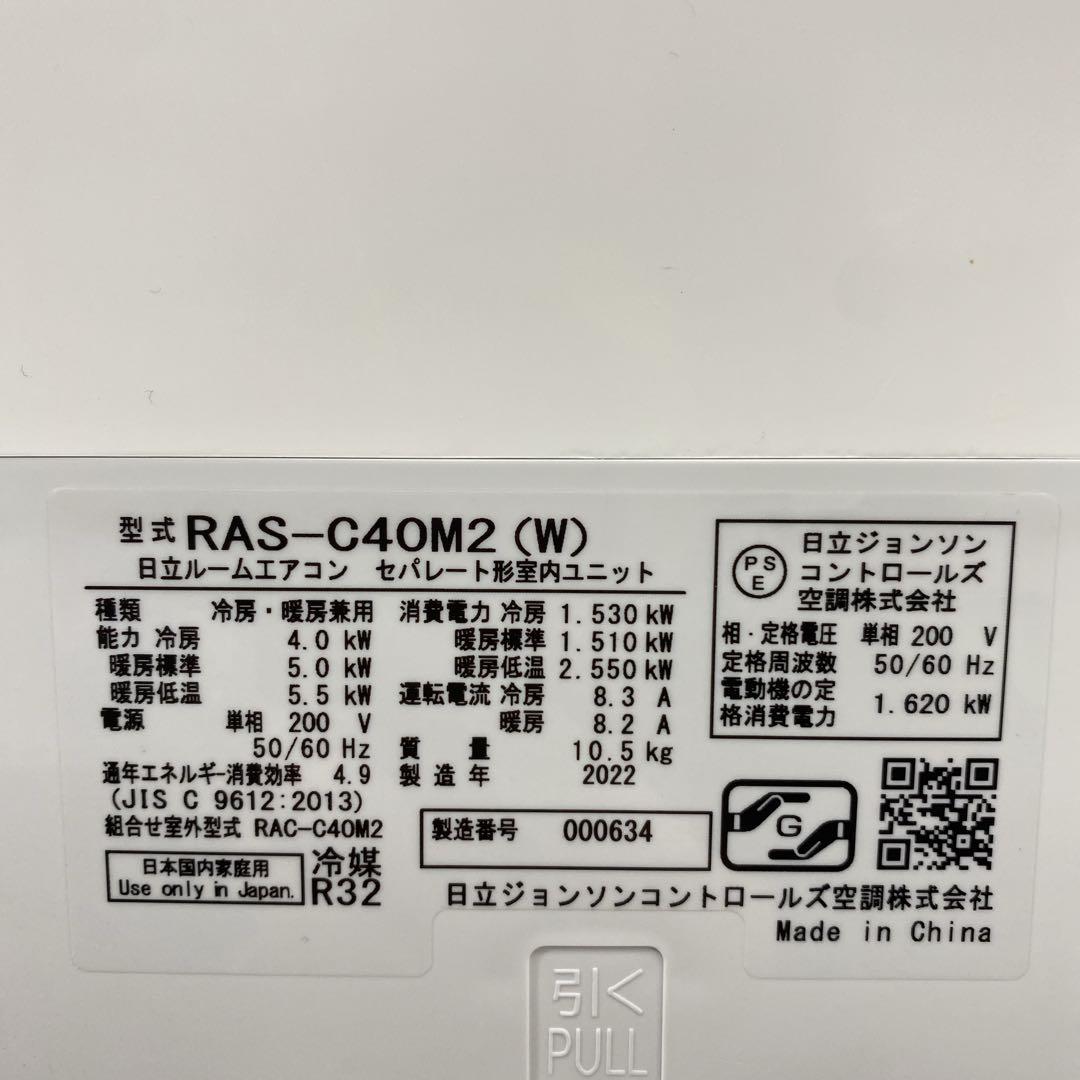 型式 RAS-C40M2 (W)
日立ルームエアコン セパレート形室内ユニット
種類 冷房・暖房兼用
能力 冷房 4.0 kW
暖房標準 5.0 kW
暖房低温 5.5 kW
電源 単相 200 V
50/60 Hz
通年エネルギー消費効率 4.9
(JIS C 9612:2013)
組合せ室外型式 RAC-C40M2
日本国内家庭用
Use only in Japan.
冷媒
R32
消費電力 冷房 1.530 kW
暖房標準 1.510 kW
暖房低温 2.550 kW
運転電流 冷房 8.3 A
暖房 8.2 A
質量 10.5 kg
製造年 2022
製造番号 000634
PS
E
日立ジョンソン
コントロールズ
空調株式会社
相・定格電圧 単相 200 V
定格周波数 50/60 Hz
電動機の定
格消費電力 1.620 kW
G
日立ジョンソンコントロールズ空調株式会社
Made in China
引く
PULL